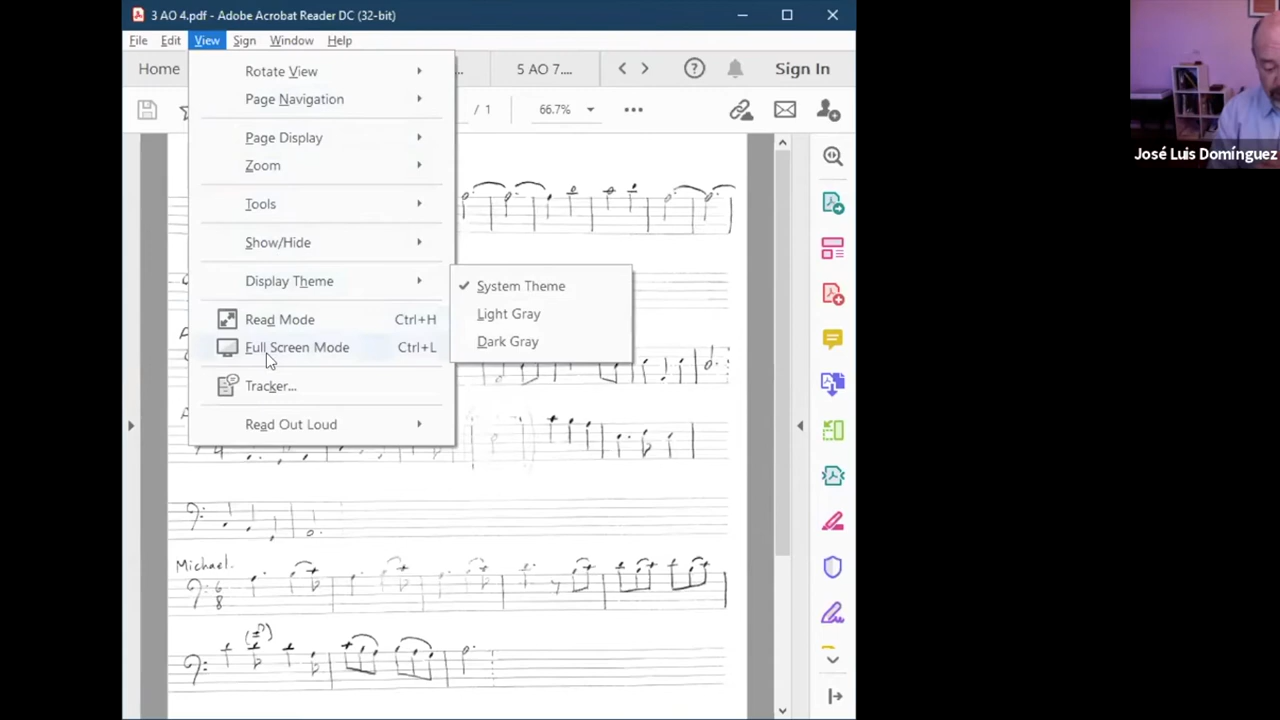 3 AO 4.pdf - Adobe Acrobat Reader DC (32-bit)
File Edit View Sign Window Help
Home
...
5 AO 7....
Sign In
/ 1
66.7%
Rotate View
Page Navigation
Page Display
Zoom
Tools
Show/Hide
Display Theme
Read Mode Ctrl+H
Full Screen Mode Ctrl+L
Tracker...
Read Out Loud
System Theme
Light Gray
Dark Gray
Michael.
6
8
José Luis Domínguez